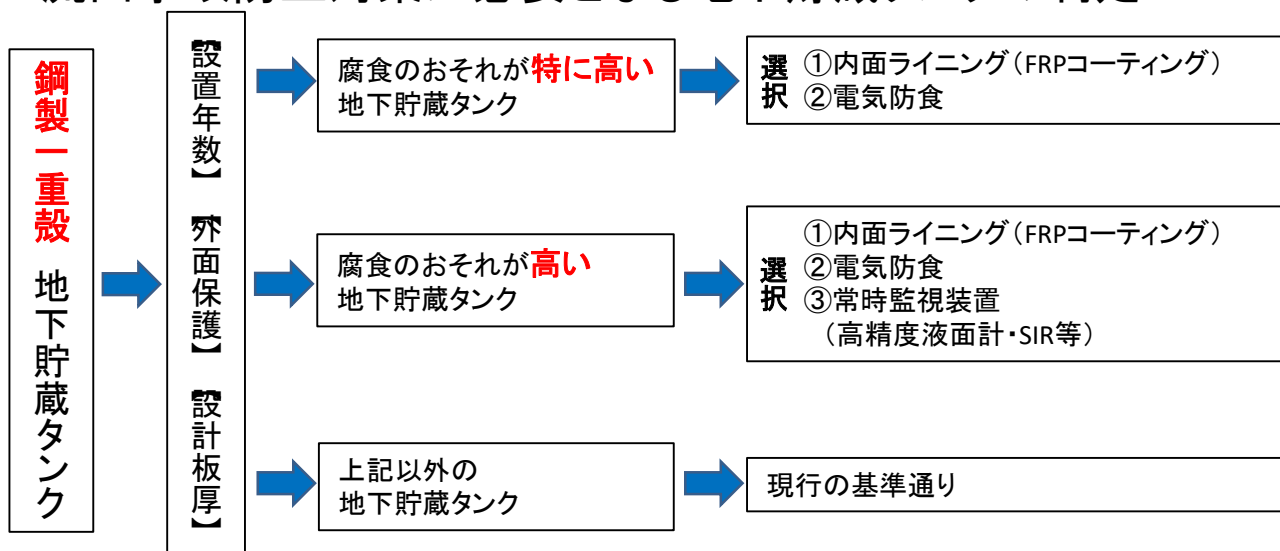 鋼製一重殻 地下貯蔵タンク
【設置年数】 【外面保護】 【設計板厚】
腐食のおそれが特に高い
地下貯蔵タンク
選択
①内面ライニング（FRPコーティング）
②電気防食
腐食のおそれが高い
地下貯蔵タンク
選択
①内面ライニング（FRPコーティング）
②電気防食
③常時監視装置
（高精度液面計・SIR等）
上記以外の
地下貯蔵タンク
現行の基準通り